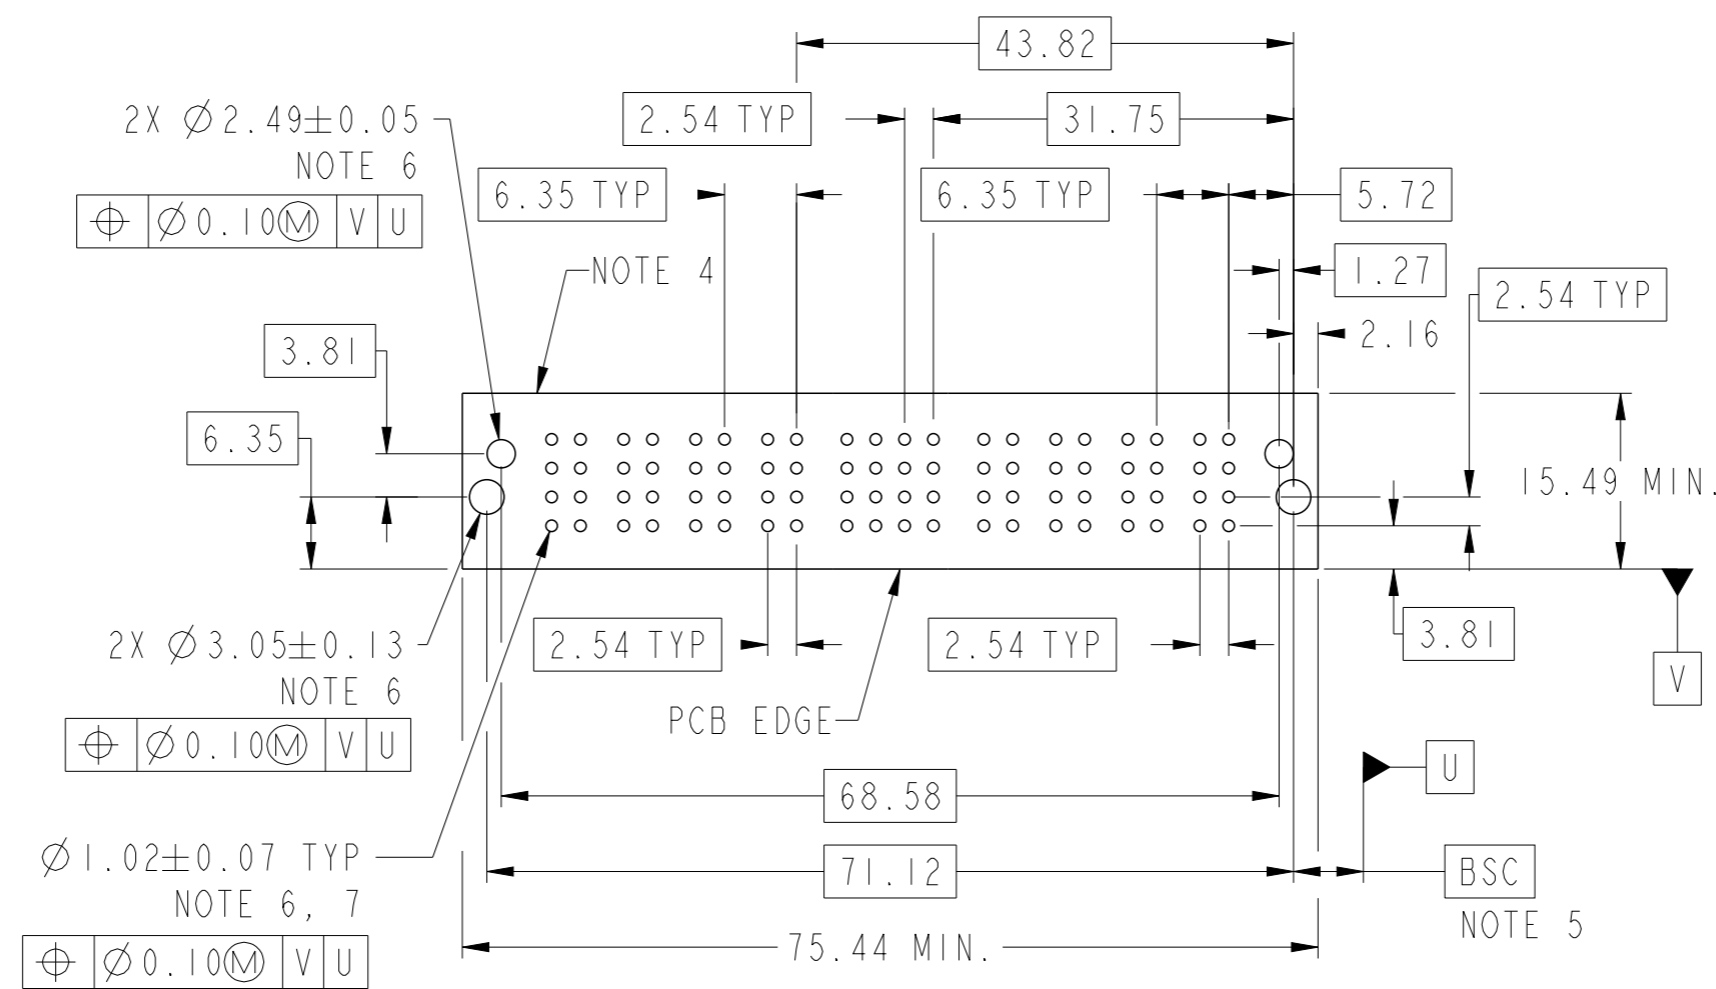 43.82
2X Ø2.49±0.05
NOTE 6
⌖ Ø0.10Ⓜ V U
2.54 TYP
31.75
6.35 TYP
6.35 TYP
5.72
NOTE 4
1.27
2.54 TYP
2.16
3.81
6.35
15.49 MIN.
2X Ø3.05±0.13
NOTE 6
⌖ Ø0.10Ⓜ V U
2.54 TYP
2.54 TYP
3.81
V
PCB EDGE
U
68.58
Ø1.02±0.07 TYP
NOTE 6, 7
⌖ Ø0.10Ⓜ V U
71.12
BSC
NOTE 5
75.44 MIN.